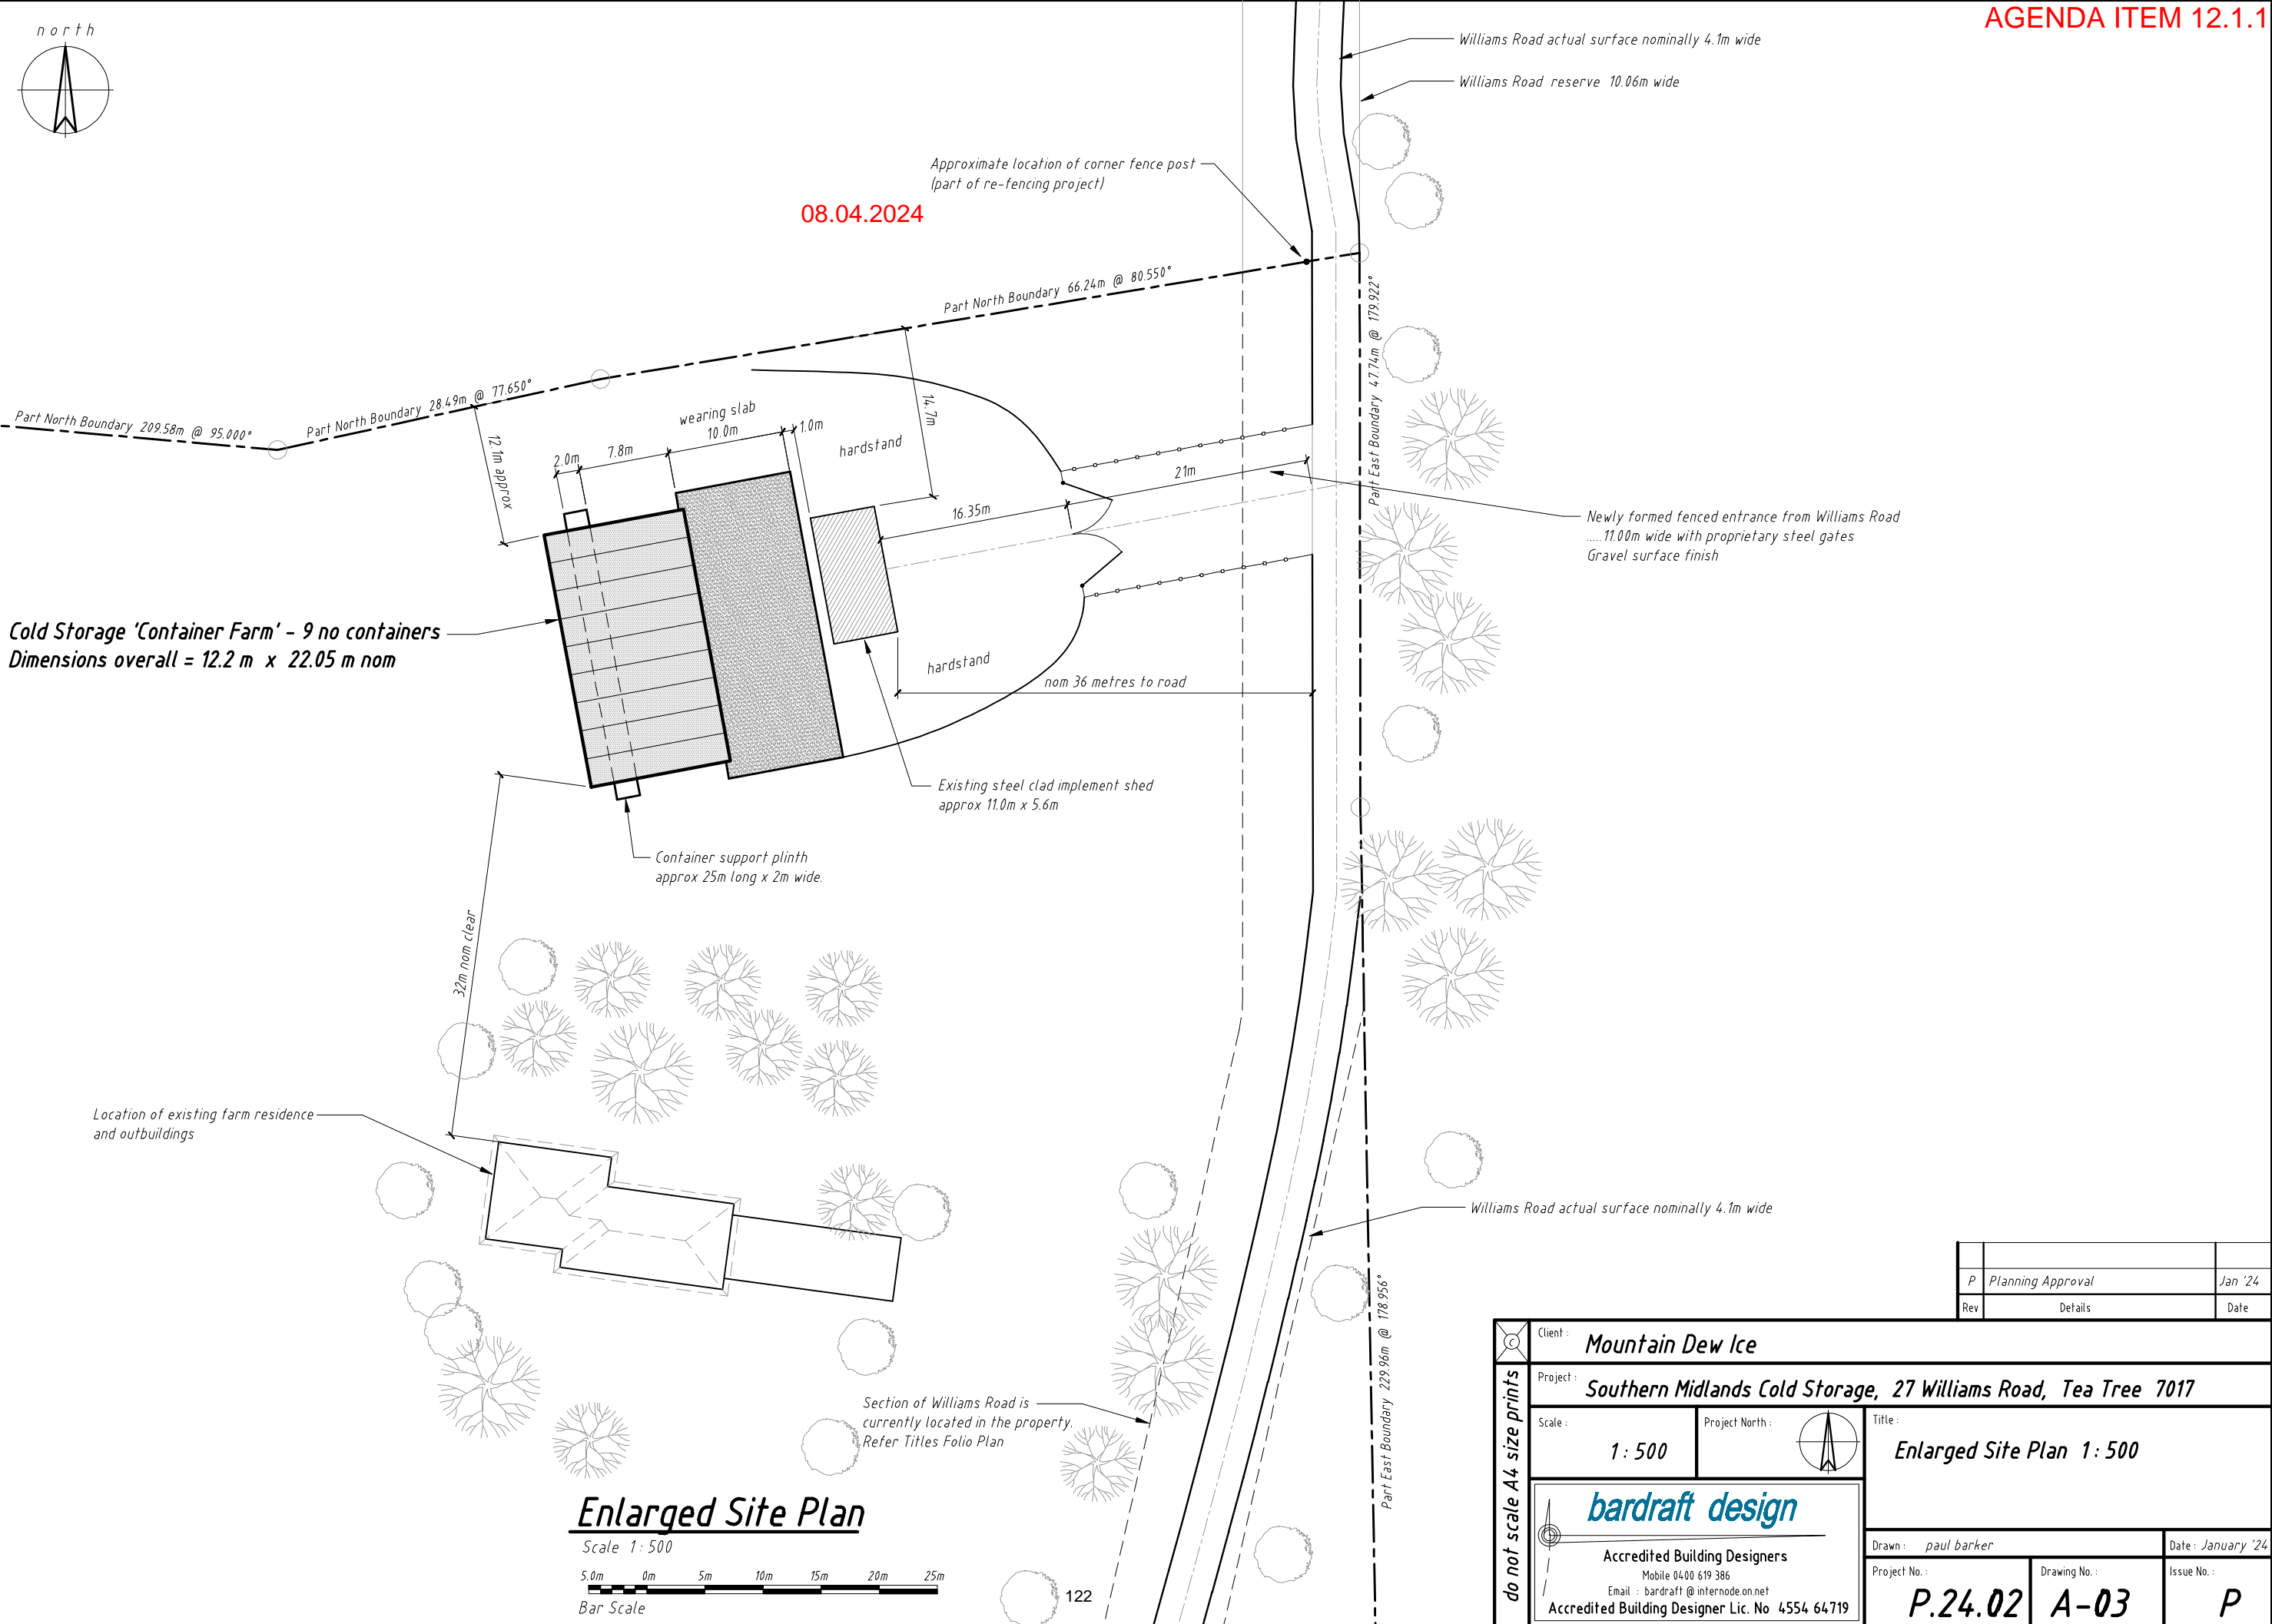 AGENDA ITEM 12.1.1
north
Williams Road actual surface nominally 4.1m wide
Williams Road reserve 10.06m wide
Approximate location of corner fence post
(part of re-fencing project)
08.04.2024
Part North Boundary 66.24m @ 80.550°
Part East Boundary 47.74m @ 179.922°
Part North Boundary 28.49m @ 77.650°
Part North Boundary 209.58m @ 95.000°
12.1m approx
2.0m
7.8m
wearing slab
10.0m
1.0m
hardstand
14.7m
16.35m
21m
Newly formed fenced entrance from Williams Road
.....11.00m wide with proprietary steel gates
Gravel surface finish
Cold Storage 'Container Farm' - 9 no containers
Dimensions overall = 12.2 m x 22.05 m nom
hardstand
nom 36 metres to road
Existing steel clad implement shed
approx 11.0m x 5.6m
Container support plinth
approx 25m long x 2m wide.
32m nom clear
Location of existing farm residence
and outbuildings
Williams Road actual surface nominally 4.1m wide
Part East Boundary 229.96m @ 178.956°
Section of Williams Road is
currently located in the property.
Refer Titles Folio Plan
Enlarged Site Plan
Scale 1 : 500
5.0m 0m 5m 10m 15m 20m 25m
Bar Scale
122
P Planning Approval Jan '24
Rev Details Date
C
Client : Mountain Dew Ice
Project : Southern Midlands Cold Storage, 27 Williams Road, Tea Tree 7017
do not scale A4 size prints
Scale : 1 : 500
Project North :
Title : Enlarged Site Plan 1 : 500
bardraft design
Accredited Building Designers
Mobile 0400 619 386
Email : bardraft @ internode.on.net
Accredited Building Designer Lic. No 4554 64719
Drawn : paul barker
Date : January '24
Project No. : P.24.02
Drawing No. : A-03
Issue No. : P